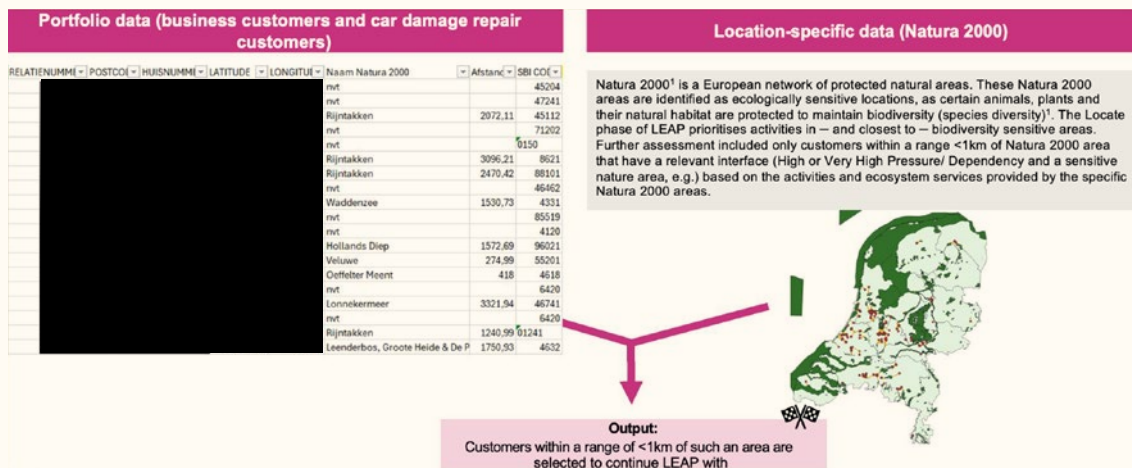 Portfolio data (business customers and car damage repair
customers)
RELATIENUMME POSTCO HUISNUMME LATITUDE LONGITU Naam Natura 2000 Afstan SBI CO
nvt 45204
nvt 47241
Rijntakken 2072,11 45112
nvt 71202
nvt 0150
Rijntakken 3096,21 8621
Rijntakken 2470,42 88101
nvt 46462
Waddenzee 1530,73 4331
nvt 85519
nvt 4120
Hollands Diep 1572,69 96021
Veluwe 274,99 55201
Oeffelter Meent 418 4618
nvt 6420
Lonnekermeer 3321,94 46741
nvt 6420
Rijntakken 1240,99 01241
Leenderbos, Groote Heide & De P 1750,93 4632
Location-specific data (Natura 2000)
Natura 2000¹ is a European network of protected natural areas. These Natura 2000
areas are identified as ecologically sensitive locations, as certain animals, plants and
their natural habitat are protected to maintain biodiversity (species diversity)¹. The Locate
phase of LEAP prioritises activities in — and closest to — biodiversity sensitive areas.
Further assessment included only customers within a range <1km of Natura 2000 area
that have a relevant interface (High or Very High Pressure/ Dependency and a sensitive
nature area, e.g.) based on the activities and ecosystem services provided by the specific
Natura 2000 areas.
Output:
Customers within a range of <1km of such an area are
selected to continue LEAP with